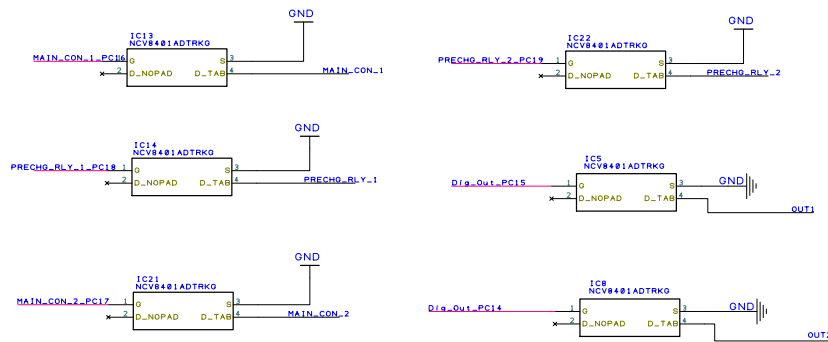 GND
IC13
NCV8401ADTRKG
MAIN_CON_1_PC16
1 G S 3
2 D_NOPAD D_TAB 4
MAIN_CON_1
GND
IC22
NCV8401ADTRKG
PRECHG_RLY_2_PC19
1 G S 3
2 D_NOPAD D_TAB 4
PRECHG_RLY_2
GND
IC14
NCV8401ADTRKG
PRECHG_RLY_1_PC18
1 G S 3
2 D_NOPAD D_TAB 4
PRECHG_RLY_1
IC5
NCV8401ADTRKG
Dig_Out_PC15
1 G S 3
GND
2 D_NOPAD D_TAB 4
OUT1
GND
IC21
NCV8401ADTRKG
MAIN_CON_2_PC17
1 G S 3
2 D_NOPAD D_TAB 4
MAIN_CON_2
IC8
NCV8401ADTRKG
Dig_Out_PC14
1 G S 3
GND
2 D_NOPAD D_TAB 4
OUT2